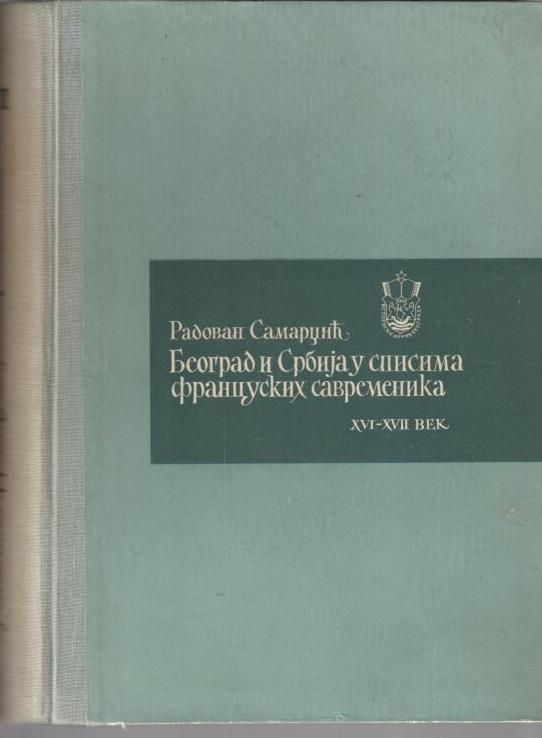 Радован Самарџић
Београд и Србија у списима
француских савременика
XVI-XVII ВЕК